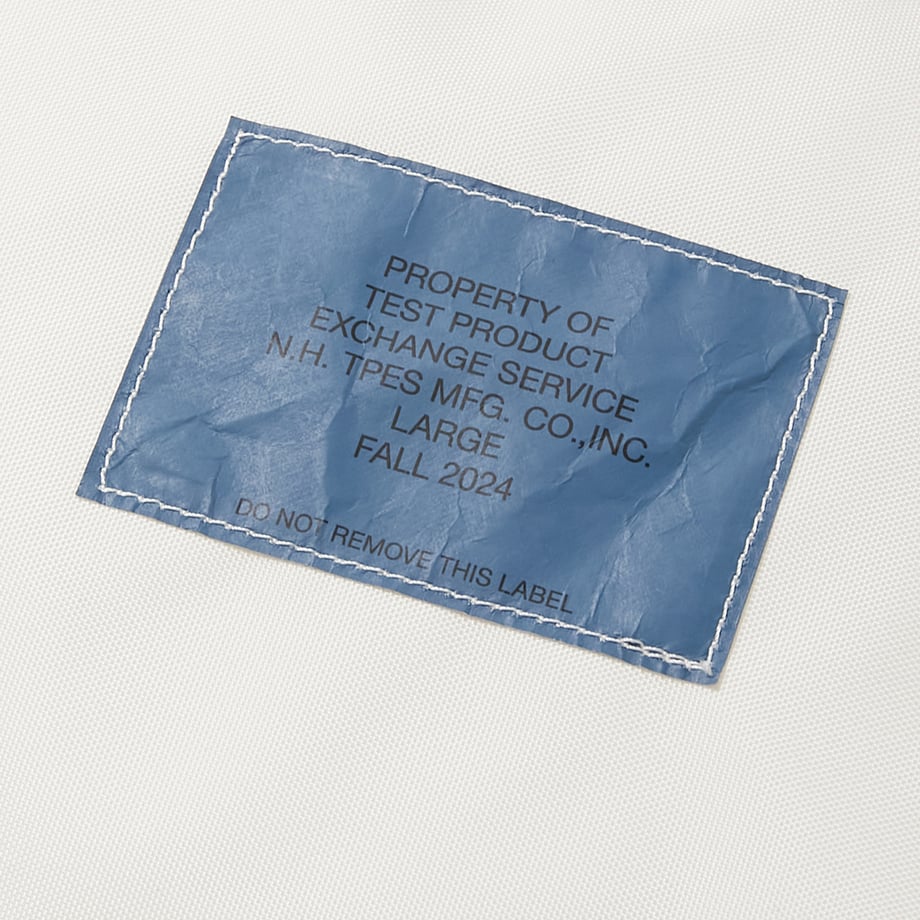 PROPERTY OF
TEST PRODUCT
EXCHANGE SERVICE
N.H. TPES MFG. CO.,INC.
LARGE
FALL 2024
DO NOT REMOVE THIS LABEL